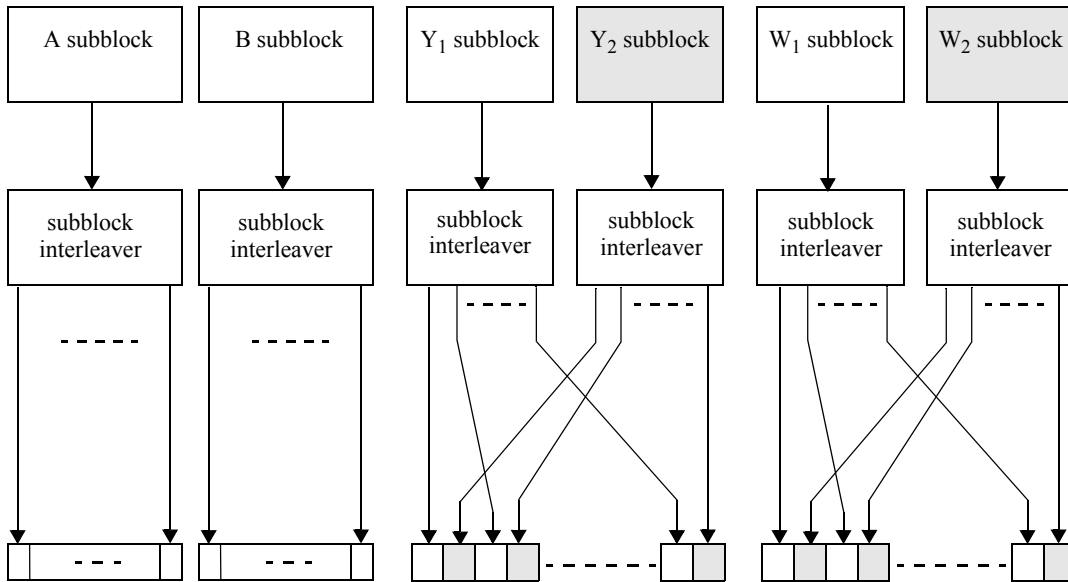 A subblock
B subblock
Y1 subblock
Y2 subblock
W1 subblock
W2 subblock
subblock
interleaver
subblock
interleaver
subblock
interleaver
subblock
interleaver
subblock
interleaver
subblock
interleaver